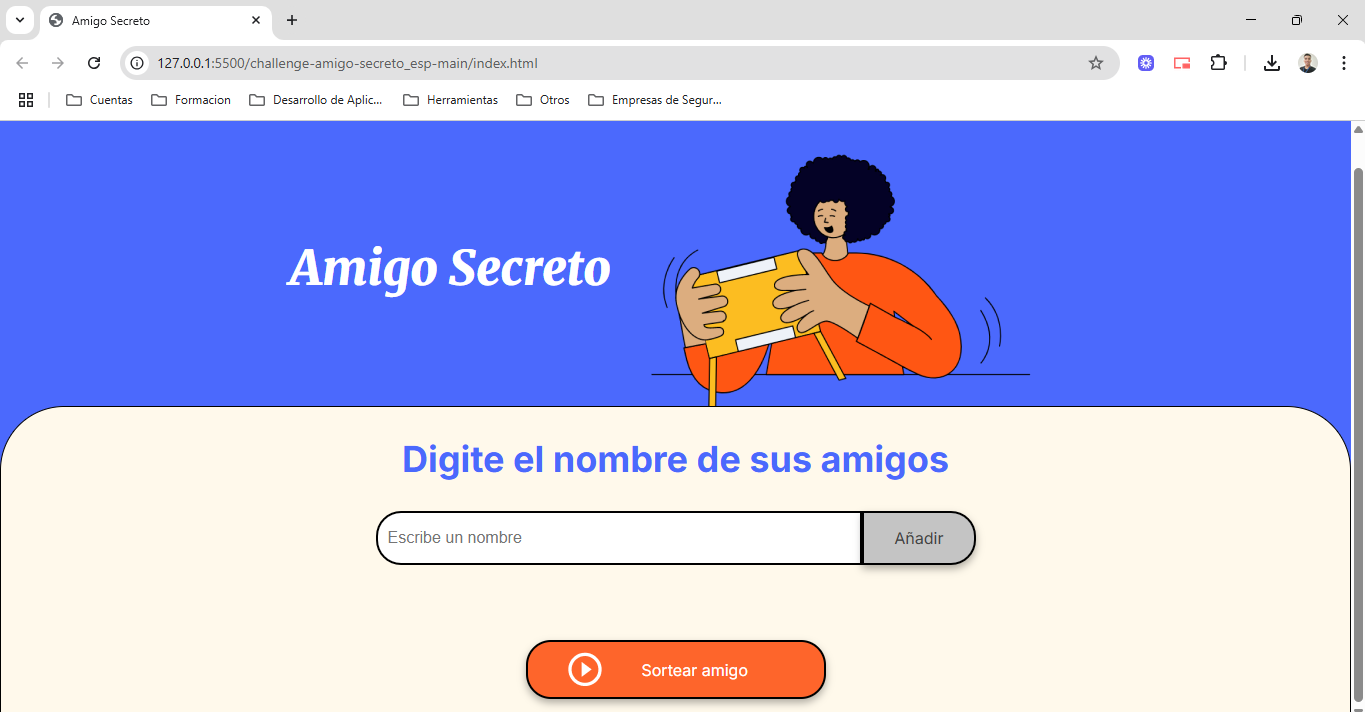 Amigo Secreto
127.0.0.1:5500/challenge-amigo-secreto_esp-main/index.html
Cuentas Formacion Desarrollo de Aplic... Herramientas Otros Empresas de Segur...
Amigo Secreto
Digite el nombre de sus amigos
Escribe un nombre Añadir
Sortear amigo